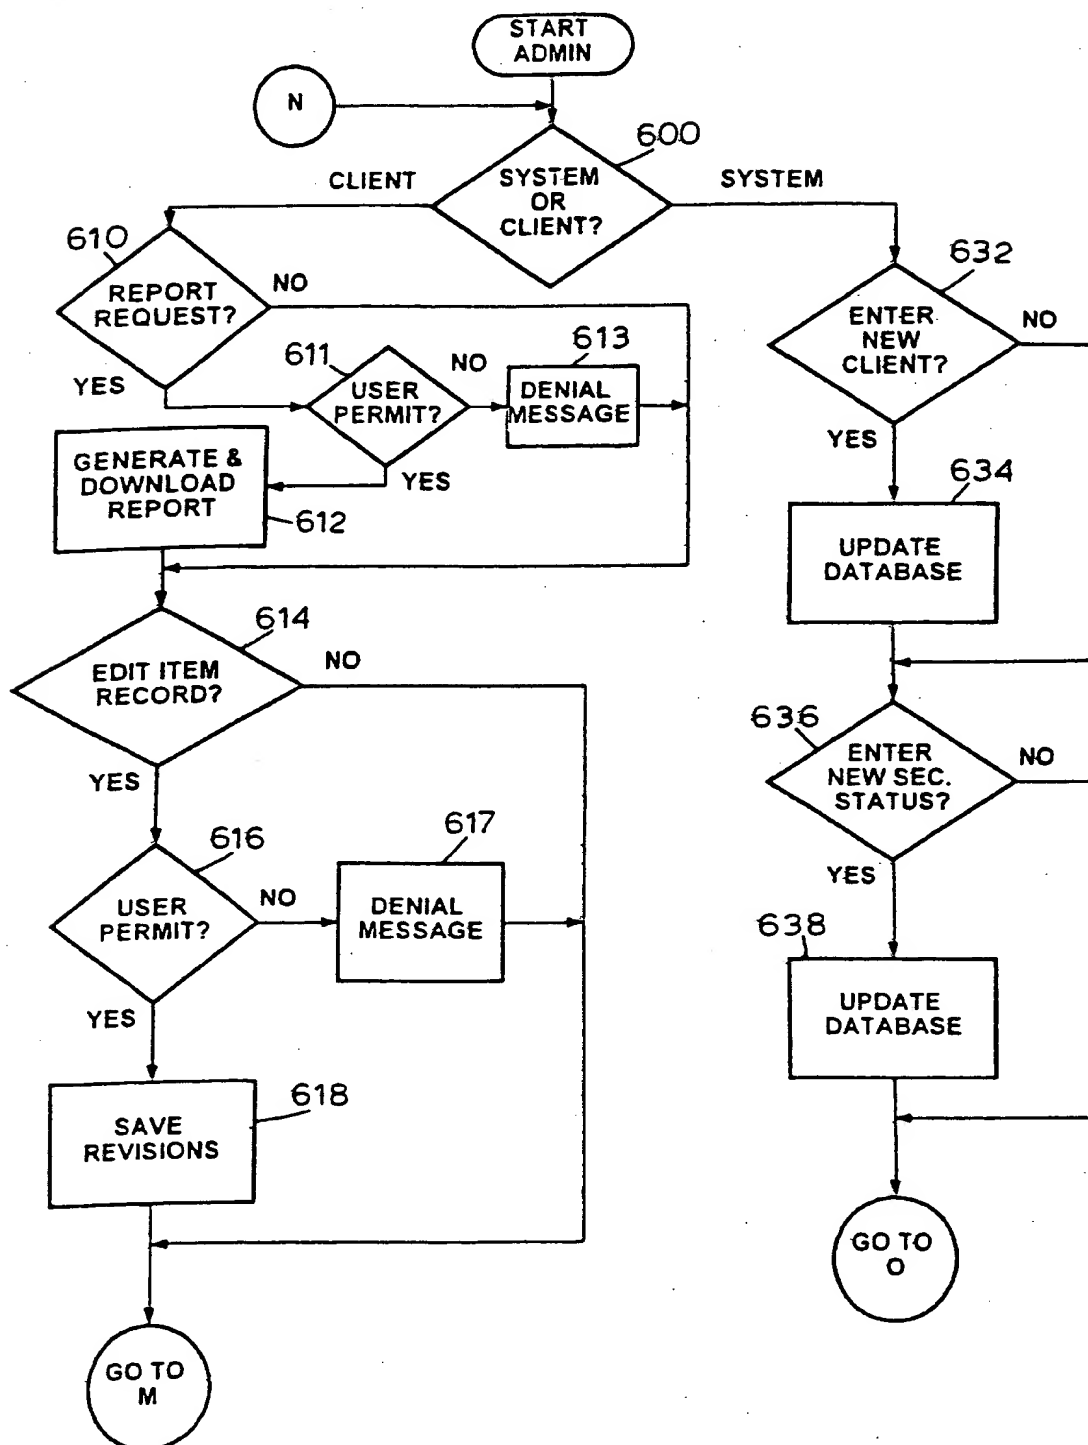 START
ADMIN
N
600
CLIENT
SYSTEM
OR
CLIENT?
SYSTEM
610
632
REPORT
REQUEST?
NO
ENTER
NEW
CLIENT?
NO
YES
611
USER
PERMIT?
NO
613
DENIAL
MESSAGE
YES
GENERATE &
DOWNLOAD
REPORT
612
YES
634
UPDATE
DATABASE
614
EDIT ITEM
RECORD?
NO
636
ENTER
NEW SEC.
STATUS?
NO
YES
YES
616
USER
PERMIT?
NO
617
DENIAL
MESSAGE
638
UPDATE
DATABASE
YES
618
SAVE
REVISIONS
GO TO
O
GO TO
M